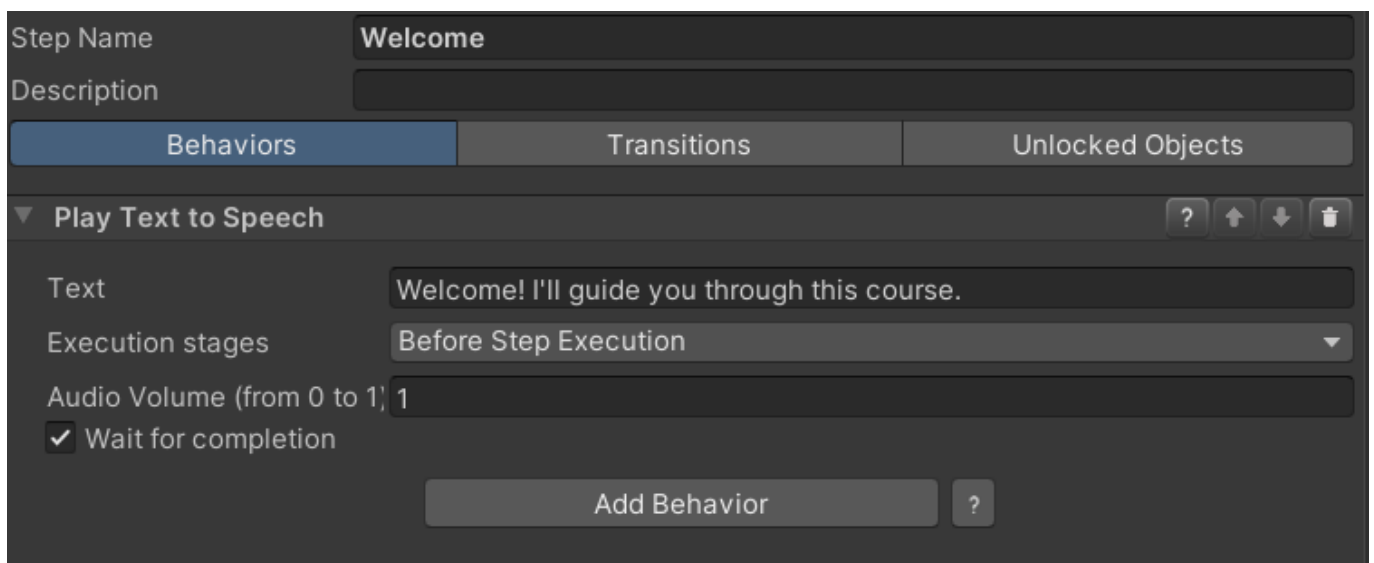 Step Name Welcome
Description
Behaviors Transitions Unlocked Objects
Play Text to Speech ?
Text Welcome! I'll guide you through this course.
Execution stages Before Step Execution
Audio Volume (from 0 to 1) 1
Wait for completion
Add Behavior ?